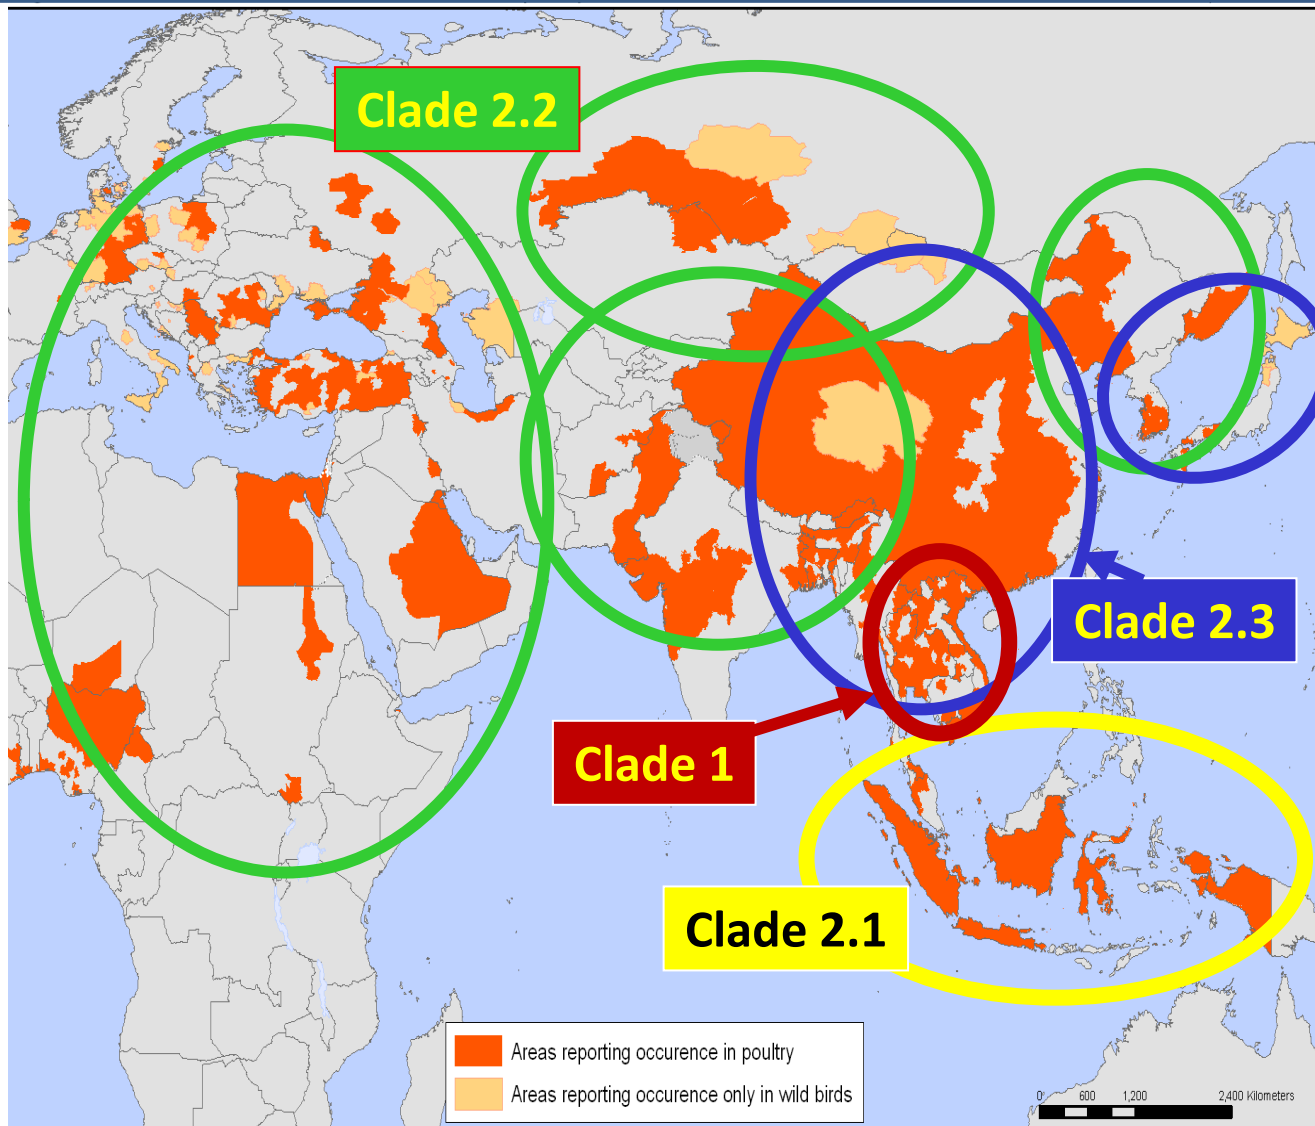 Clade 2.2
Clade 2.3
Clade 1
Clade 2.1
Areas reporting occurence in poultry
Areas reporting occurence only in wild birds
0 600 1,200 2,400 Kilometers